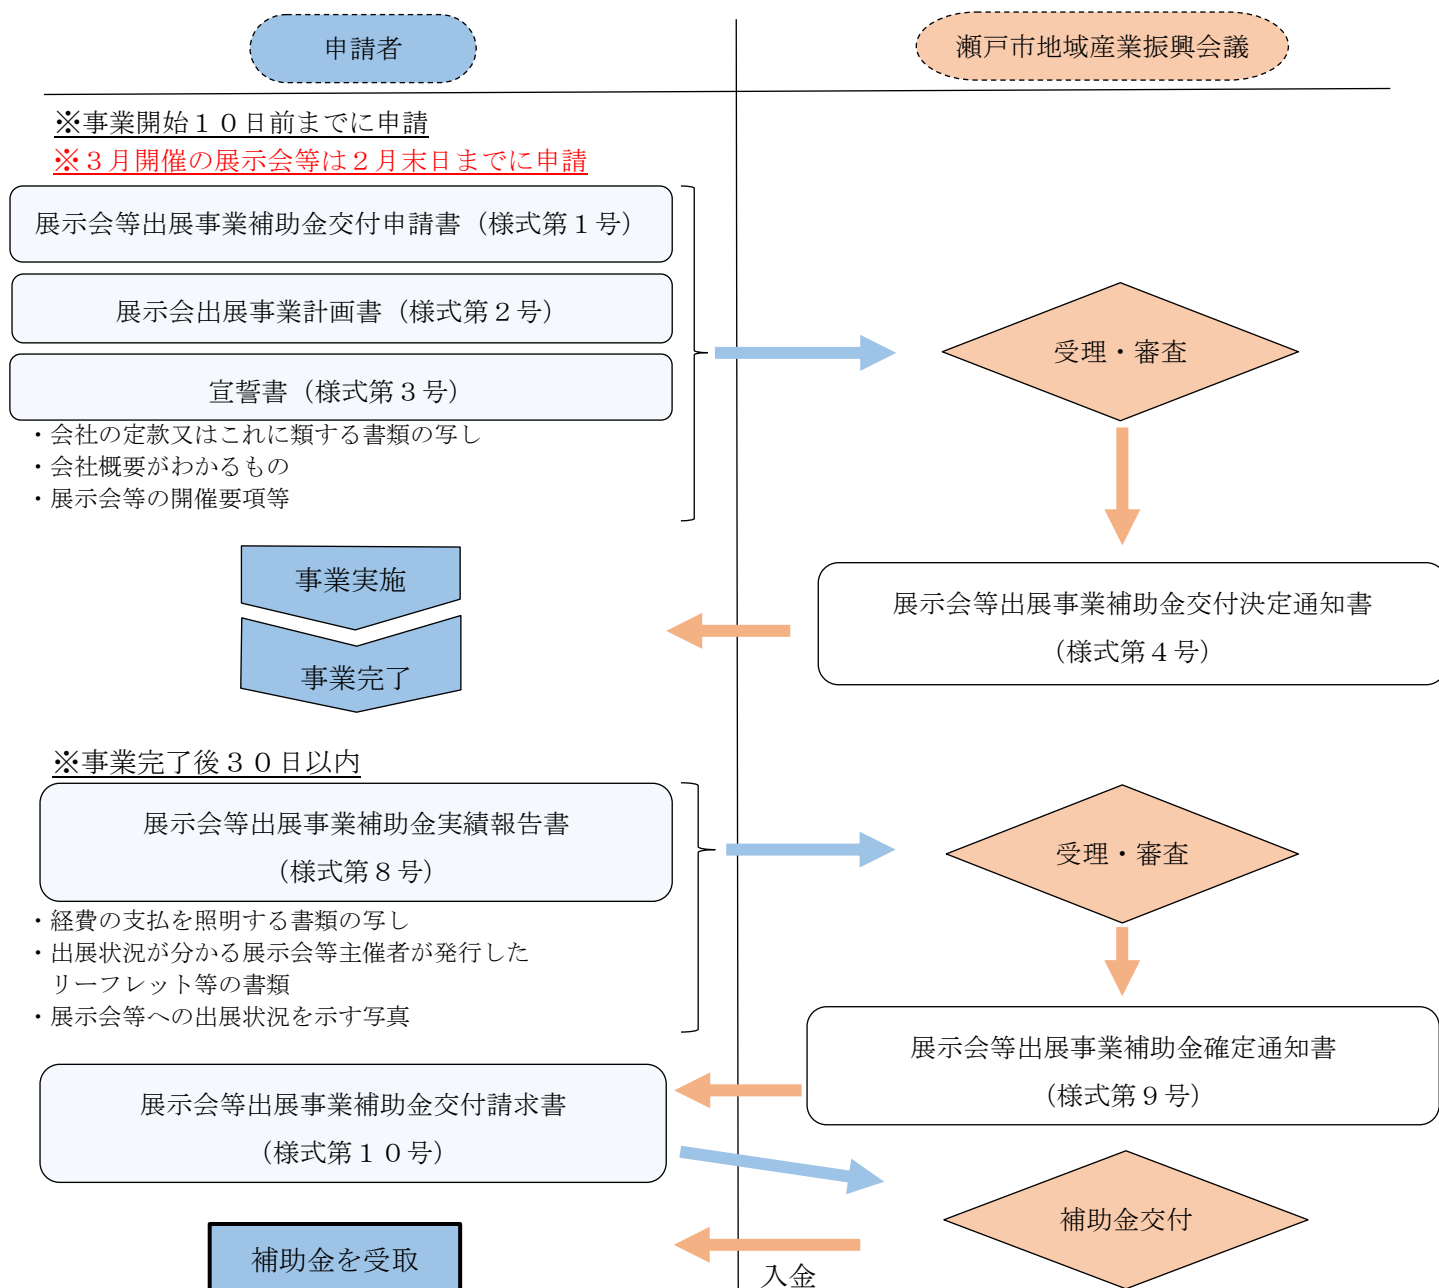 申請者
瀬戸市地域産業振興会議
※事業開始１０日前までに申請
※３月開催の展示会等は２月末日までに申請
展示会等出展事業補助金交付申請書（様式第１号）
展示会出展事業計画書（様式第２号）
宣誓書（様式第３号）
・会社の定款又はこれに類する書類の写し
・会社概要がわかるもの
・展示会等の開催要項等
受理・審査
展示会等出展事業補助金交付決定通知書
（様式第４号）
事業実施
事業完了
※事業完了後３０日以内
展示会等出展事業補助金実績報告書
（様式第８号）
・経費の支払を照明する書類の写し
・出展状況が分かる展示会等主催者が発行した
リーフレット等の書類
・展示会等への出展状況を示す写真
受理・審査
展示会等出展事業補助金確定通知書
（様式第９号）
展示会等出展事業補助金交付請求書
（様式第１０号）
補助金交付
補助金を受取
入金